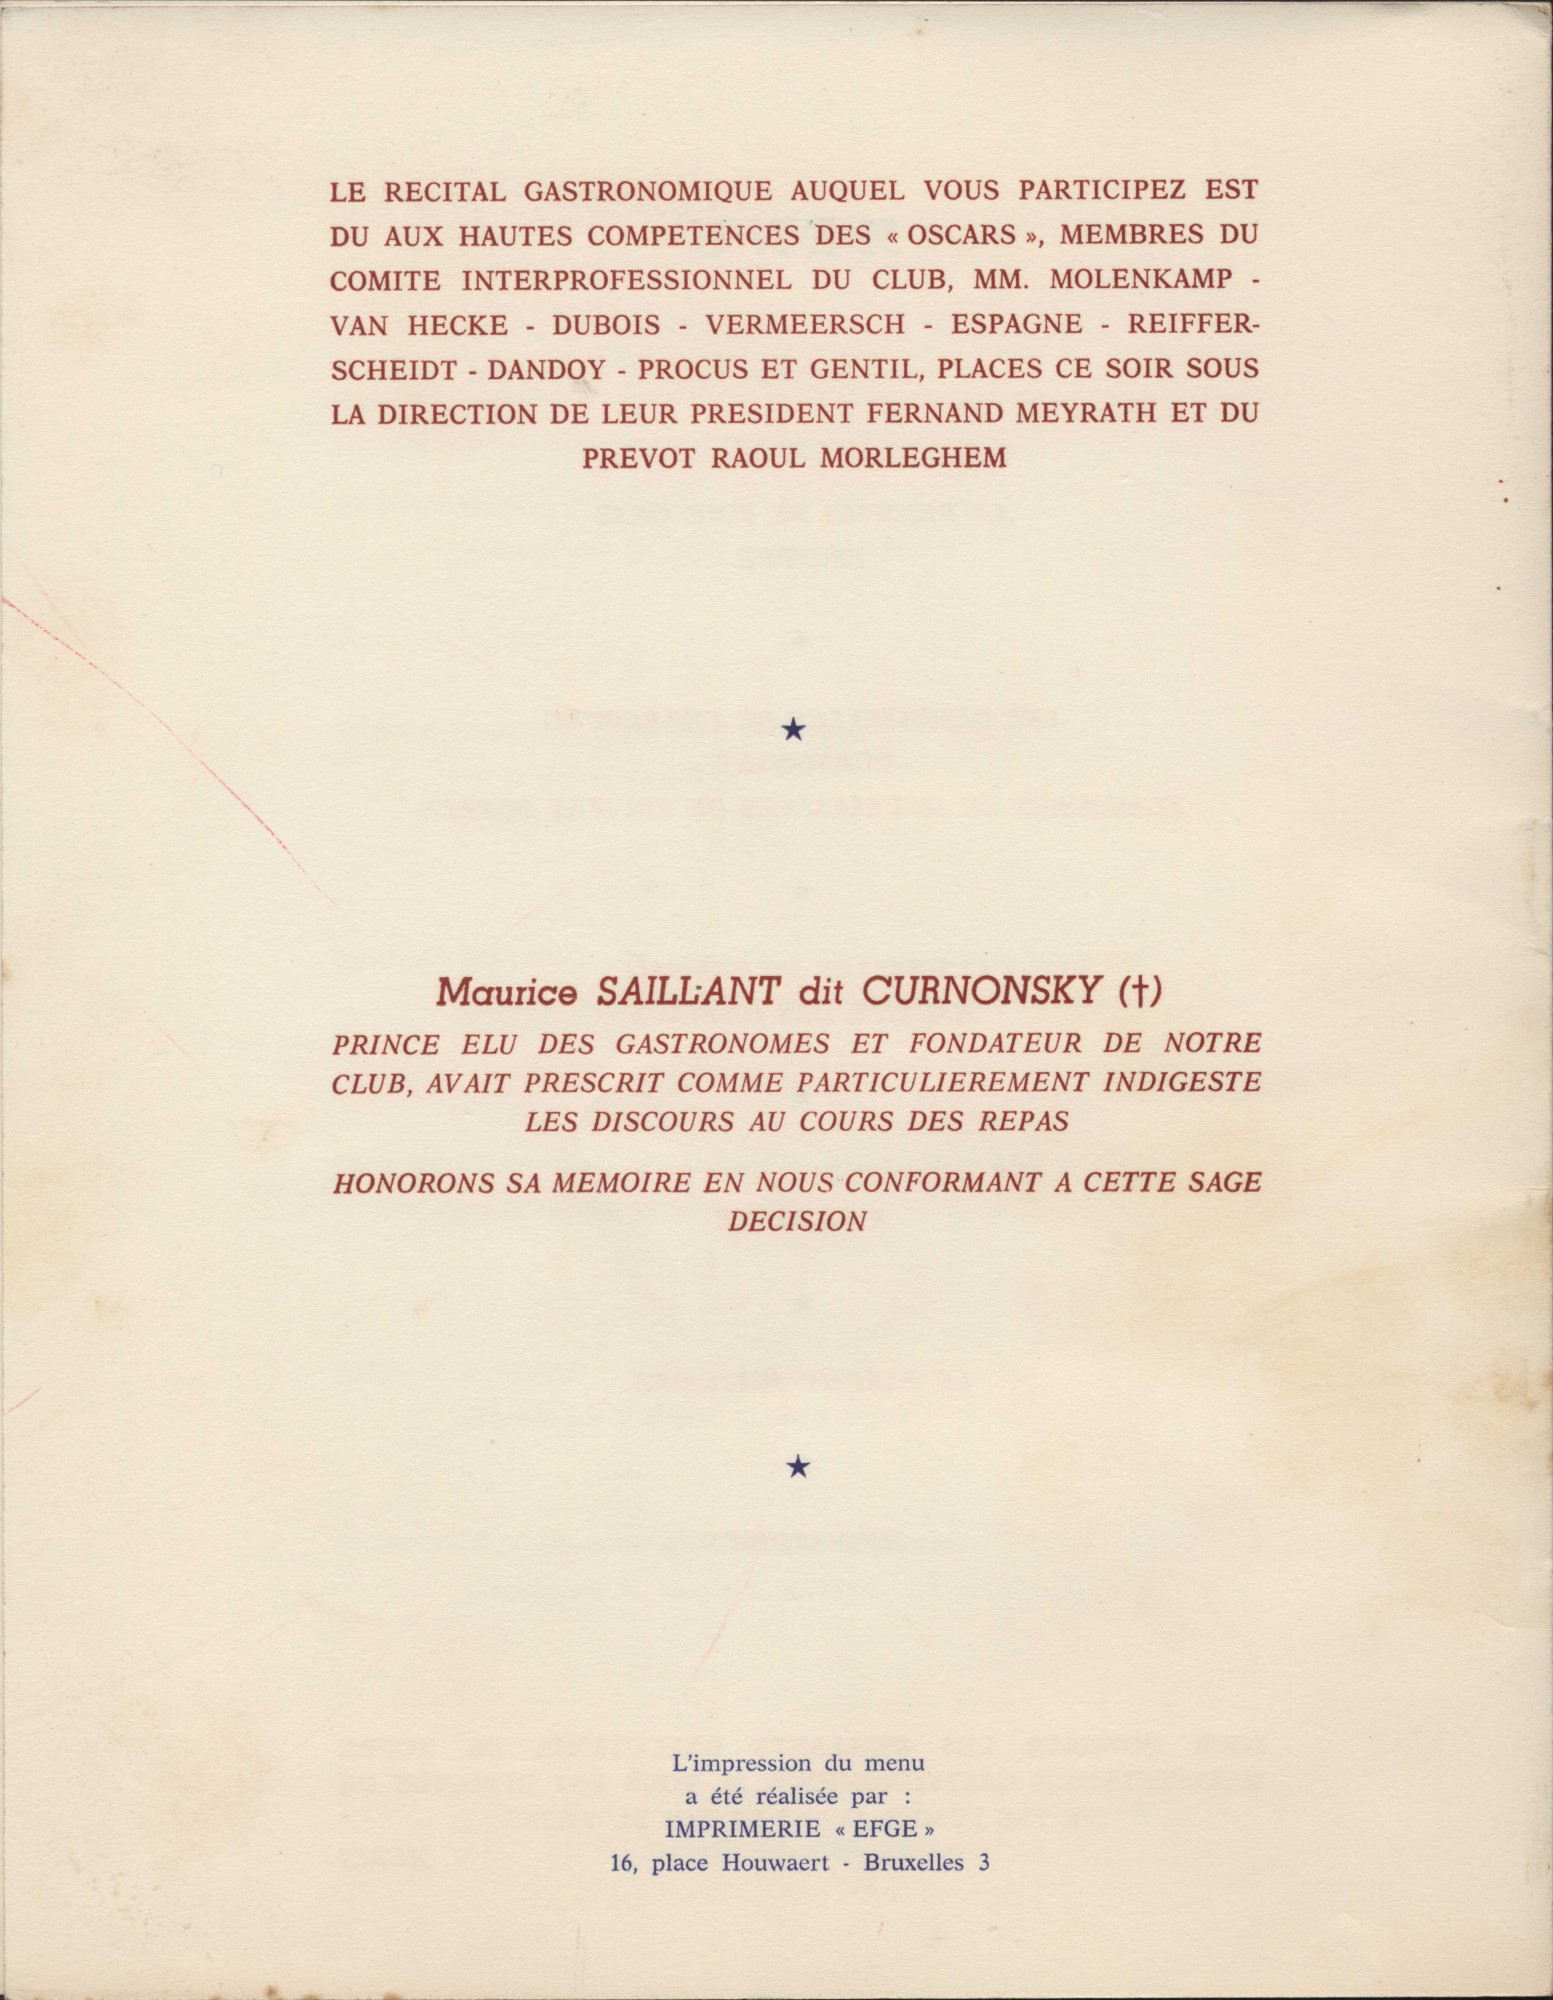 LE RECITAL GASTRONOMIQUE AUQUEL VOUS PARTICIPEZ EST
DU AUX HAUTES COMPETENCES DES « OSCARS », MEMBRES DU
COMITE INTERPROFESSIONNEL DU CLUB, MM. MOLENKAMP -
VAN HECKE - DUBOIS - VERMEERSCH - ESPAGNE - REIFFER-
SCHEIDT - DANDOY - PROCUS ET GENTIL, PLACES CE SOIR SOUS
LA DIRECTION DE LEUR PRESIDENT FERNAND MEYRATH ET DU
PREVOT RAOUL MORLEGHEM
★
Maurice SAILLANT dit CURNONSKY (†)
PRINCE ELU DES GASTRONOMES ET FONDATEUR DE NOTRE
CLUB, AVAIT PRESCRIT COMME PARTICULIEREMENT INDIGESTE
LES DISCOURS AU COURS DES REPAS
HONORONS SA MEMOIRE EN NOUS CONFORMANT A CETTE SAGE
DECISION
★
L'impression du menu
a été réalisée par :
IMPRIMERIE « EFGE »
16, place Houwaert - Bruxelles 3